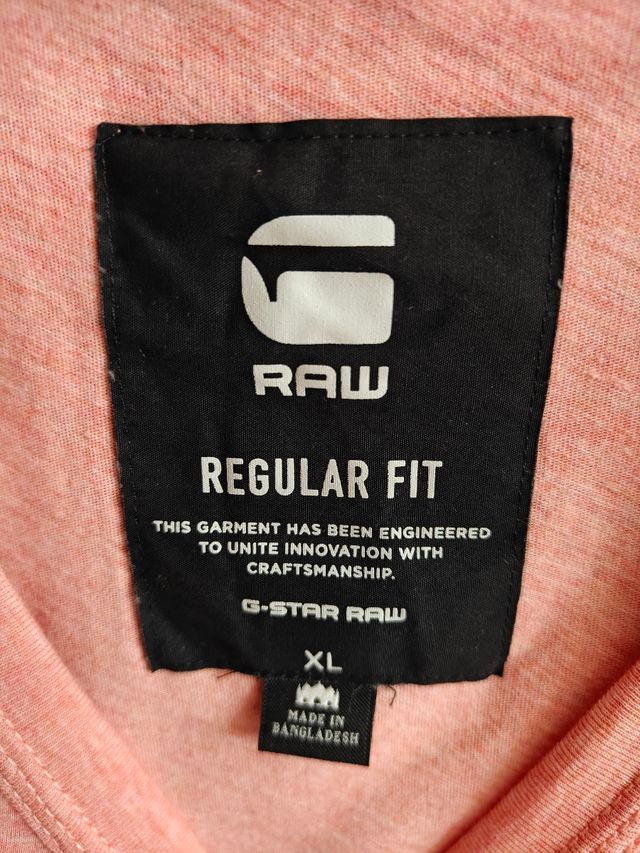 RAW
REGULAR FIT
THIS GARMENT HAS BEEN ENGINEERED
TO UNITE INNOVATION WITH
CRAFTSMANSHIP.
G-STAR RAW
XL
MADE IN
BANGLADESH